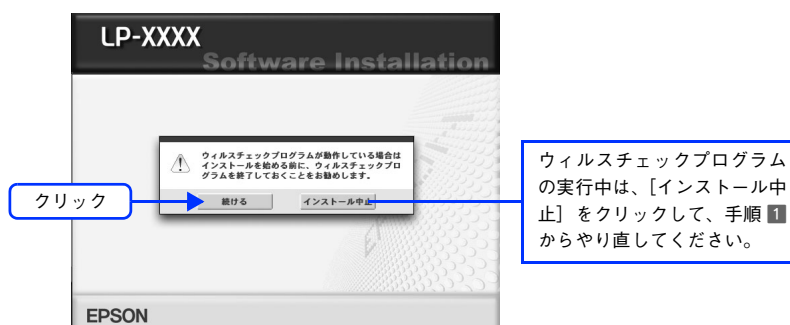 LP-XXXX
Software Installation
ウィルスチェックプログラムが動作している場合は
インストールを始める前に、ウィルスチェックプロ
グラムを終了しておくことをお勧めします。
続ける
インストール中止
クリック
ウィルスチェックプログラム
の実行中は、［インストール中
止］をクリックして、手順 1
からやり直してください。
EPSON